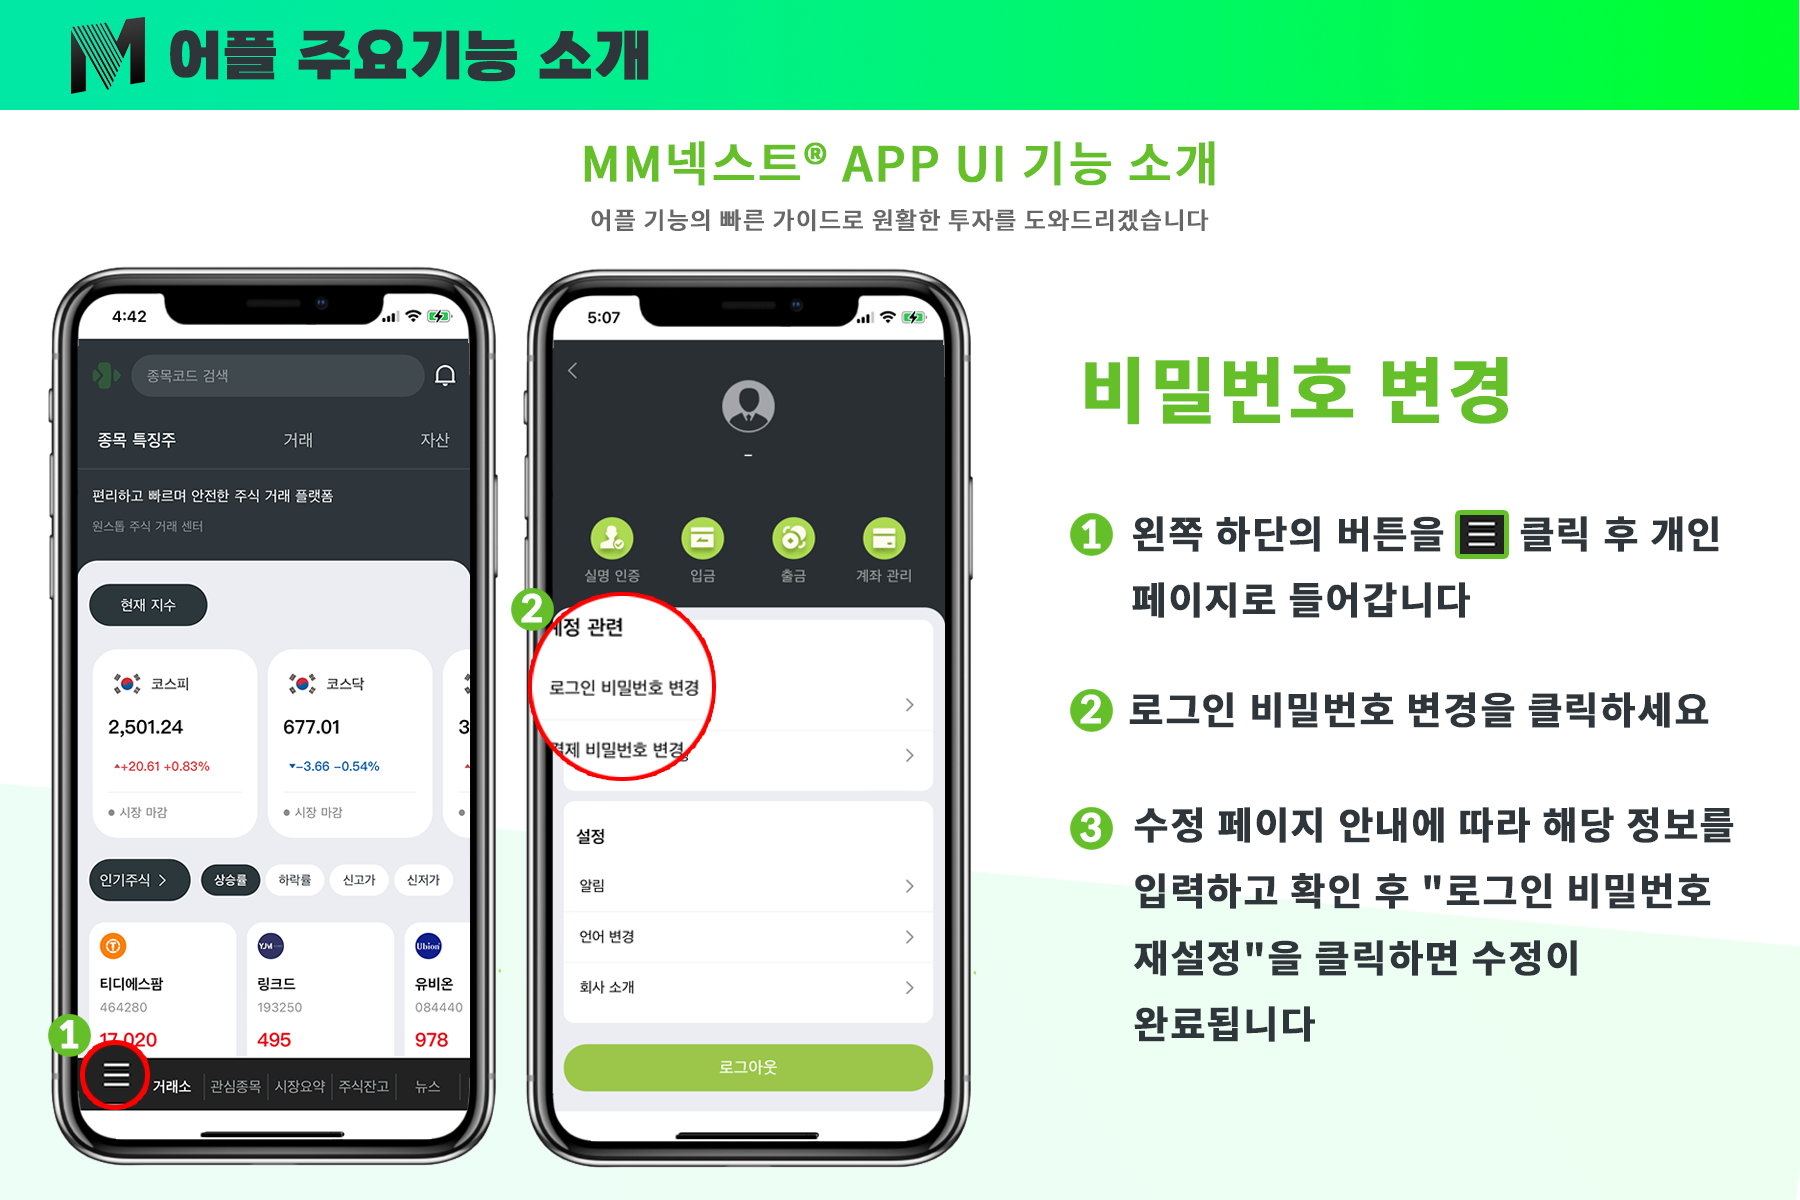 M 어플 주요기능 소개
MM넥스트® APP UI 기능 소개
어플 기능의 빠른 가이드로 원활한 투자를 도와드리겠습니다
4:42
종목코드 검색
종목 특징주 거래 자산
편리하고 빠르며 안전한 주식 거래 플랫폼
원스톱 주식 거래 센터
현재 지수
코스피 코스닥
2,501.24 677.01 3
▲+20.61 +0.83% ▼-3.66 -0.54%
시장 마감 시장 마감
인기주식 > 상승률 하락률 신고가 신저가
YJM Ubion
티디에스팜 링크드 유비온
464280 193250 084440
17,020 495 978
1
거래소 관심종목 시장요약 주식잔고 뉴스
5:07
–
실명 인증 입금 출금 계좌 관리
2
계정 관련
로그인 비밀번호 변경
결제 비밀번호 변경
설정
알림
언어 변경
회사 소개
로그아웃
비밀번호 변경
1 왼쪽 하단의 버튼을 클릭 후 개인
페이지로 들어갑니다
2 로그인 비밀번호 변경을 클릭하세요
3 수정 페이지 안내에 따라 해당 정보를
입력하고 확인 후 "로그인 비밀번호
재설정"을 클릭하면 수정이
완료됩니다